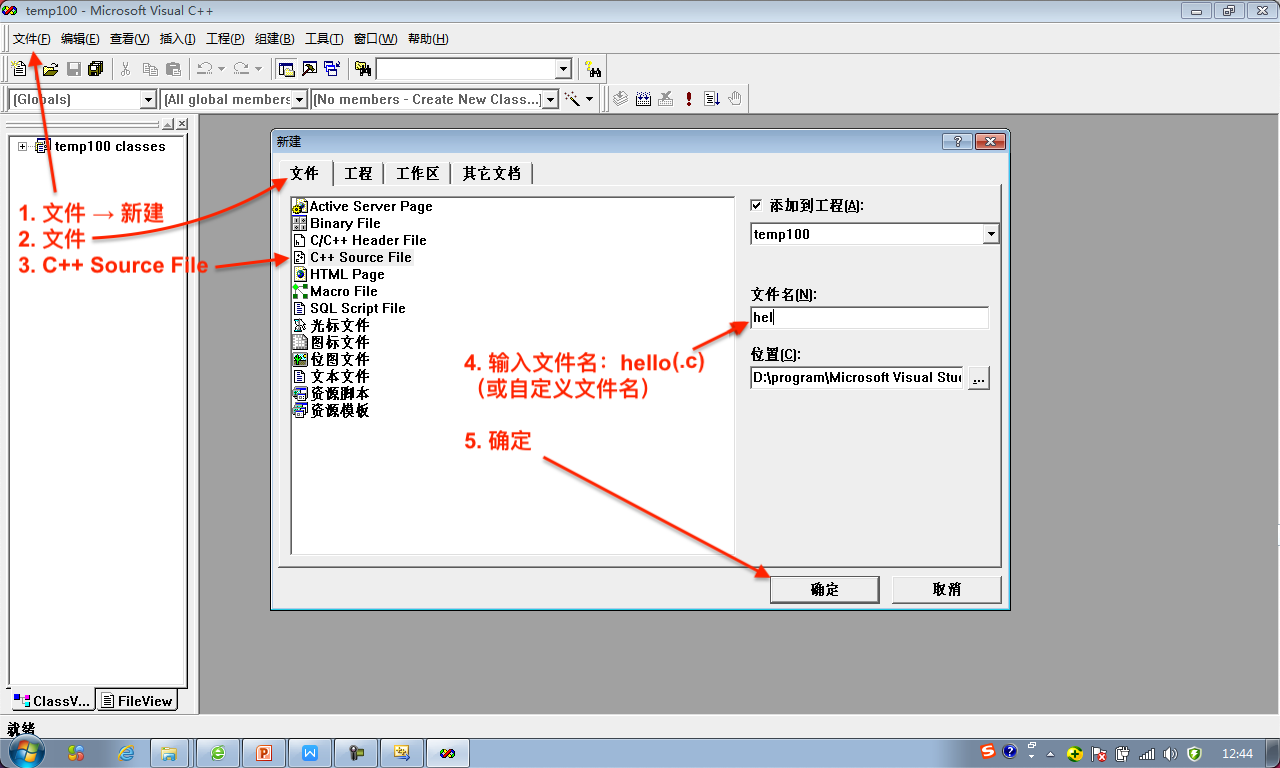 temp100 - Microsoft Visual C++
文件(F) 编辑(E) 查看(V) 插入(I) 工程(P) 组建(B) 工具(T) 窗口(W) 帮助(H)
(Globals) (All global members (No members - Create New Class...)
temp100 classes
新建
文件 工程 工作区 其它文档
1. 文件 → 新建
2. 文件
3. C++ Source File
Active Server Page
Binary File
C/C++ Header File
C++ Source File
HTML Page
Macro File
SQL Script File
光标文件
图标文件
位图文件
文本文件
资源脚本
资源模板
添加到工程(A):
temp100
文件名(N):
hel
位置(C):
D:\program\Microsoft Visual Stud
...
4. 输入文件名：hello(.c)
（或自定义文件名）
5. 确定
确定 取消
ClassV... FileView
就绪
12:44